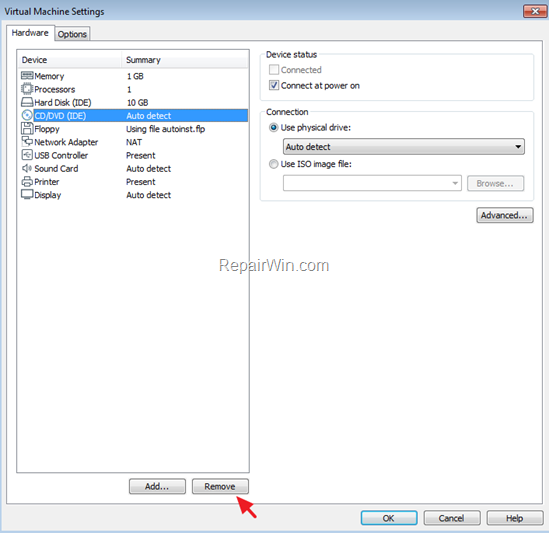 Virtual Machine Settings
Hardware Options
Device Summary
Memory 1 GB
Processors 1
Hard Disk (IDE) 10 GB
CD/DVD (IDE) Auto detect
Floppy Using file autoinst.flp
Network Adapter NAT
USB Controller Present
Sound Card Auto detect
Printer Present
Display Auto detect
Device status
Connected
Connect at power on
Connection
Use physical drive:
Auto detect
Use ISO image file:
Browse...
Advanced...
RepairWin.com
Add... Remove
OK Cancel Help